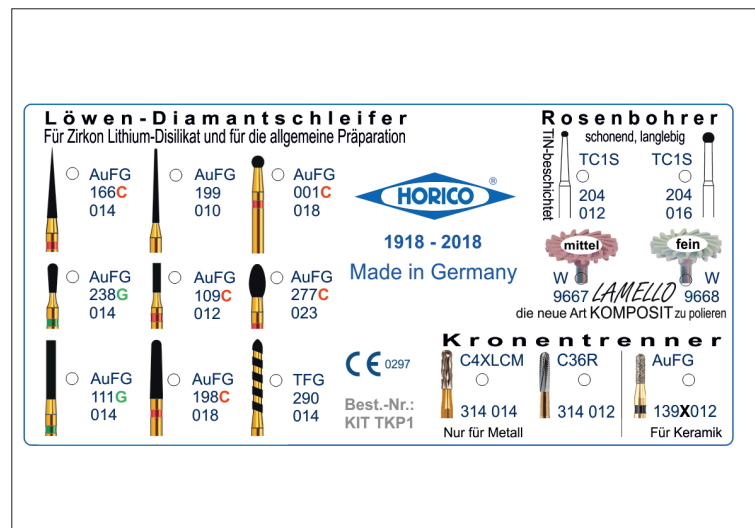 Löwen-Diamantschleifer
Für Zirkon Lithium-Disilikat und für die allgemeine Präparation
AuFG
166C
014
AuFG
199
010
AuFG
001C
018
AuFG
238G
014
AuFG
109C
012
AuFG
277C
023
AuFG
111G
014
AuFG
198C
018
TFG
290
014
HORICO
®
1918 - 2018
Made in Germany
CE 0297
Best.-Nr.:
KIT TKP1
Rosenbohrer
schonend, langlebig
TiN-beschichtet
TC1S
204
012
TC1S
204
016
mittel
fein
W
9667
W
9668
LAMELLO
die neue Art KOMPOSIT zu polieren
Kronentrenner
C4XLCM
314 014
C36R
314 012
Nur für Metall
AuFG
139X012
Für Keramik